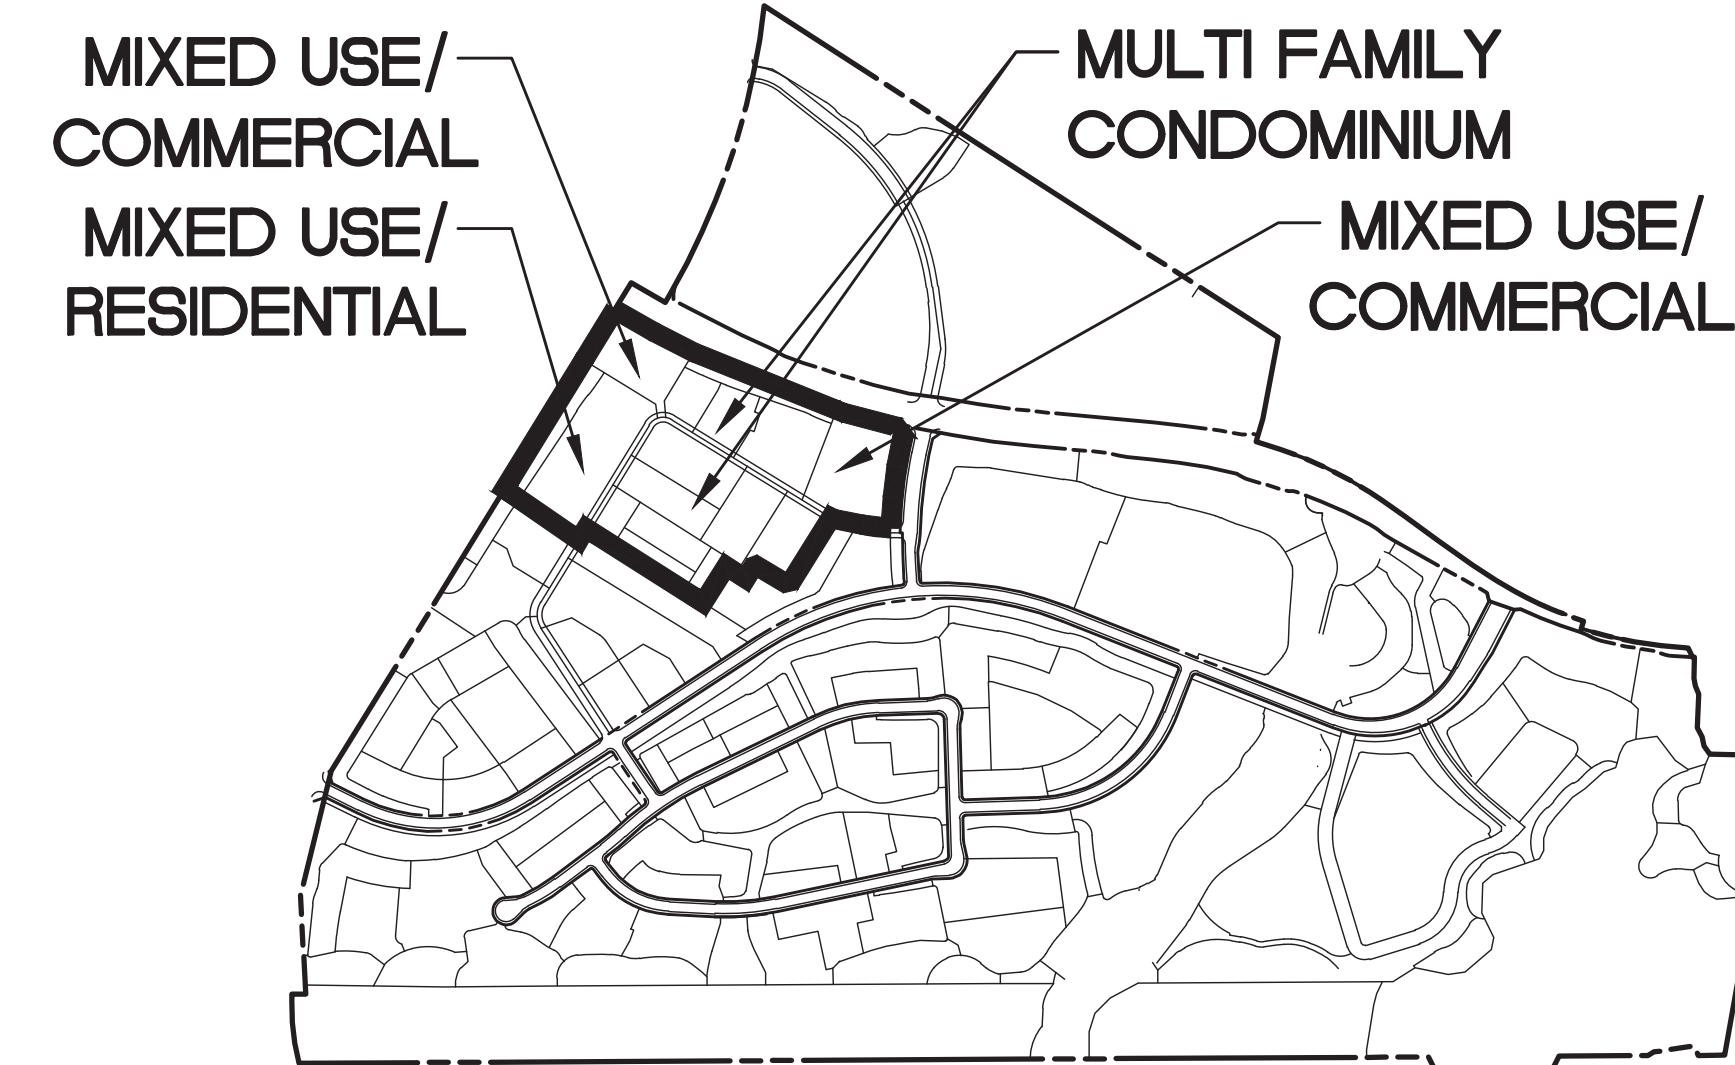 MIXED USE/
COMMERCIAL
MIXED USE/
RESIDENTIAL
MULTI FAMILY
CONDOMINIUM
MIXED USE/
COMMERCIAL